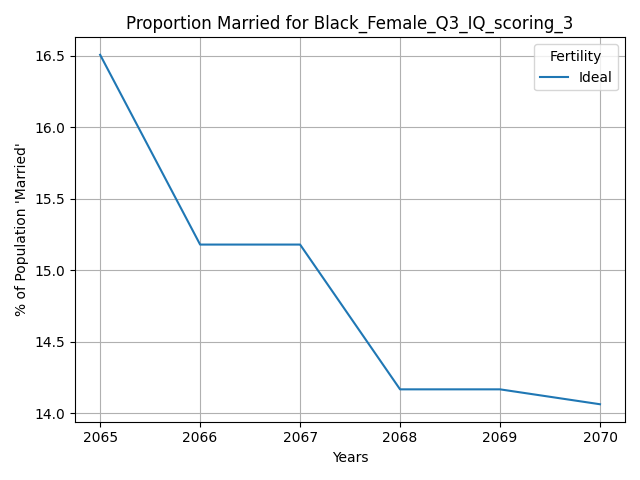 Proportion Married for Black_Female_Q3_IQ_scoring_3
Fertility
Ideal
% of Population 'Married'
16.5
16.0
15.5
15.0
14.5
14.0
2065 2066 2067 2068 2069 2070
Years